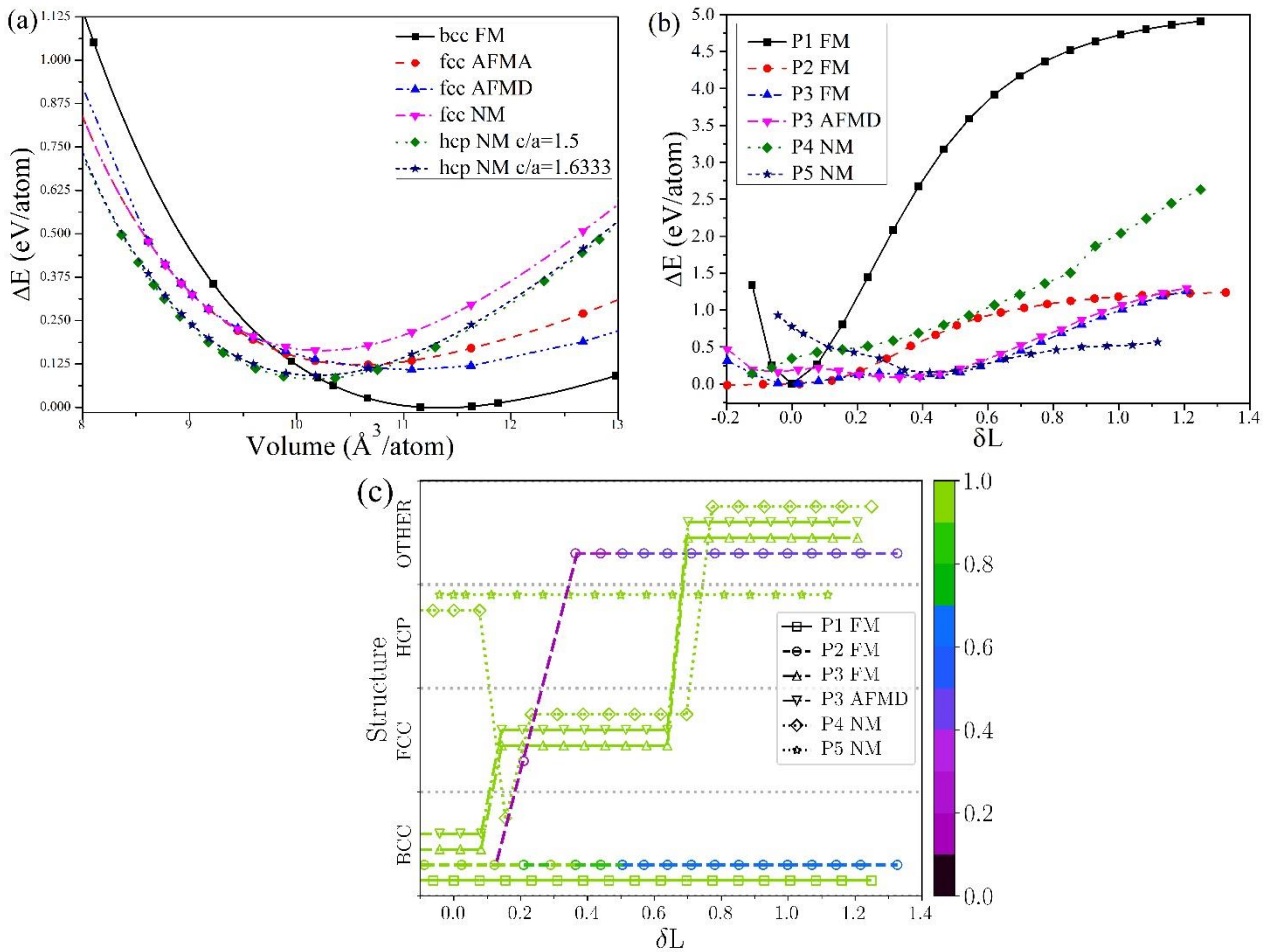 (a)
1.125
1.000
0.875
0.750
0.625
0.500
0.375
0.250
0.125
0.000
ΔE (eV/atom)
8
9
10
11
12
13
Volume (Å³/atom)
bcc FM
fcc AFMA
fcc AFMD
fcc NM
hcp NM c/a=1.5
hcp NM c/a=1.6333
(b)
5.0
4.5
4.0
3.5
3.0
2.5
2.0
1.5
1.0
0.5
0.0
ΔE (eV/atom)
-0.2
0.0
0.2
0.4
0.6
0.8
1.0
1.2
1.4
δL
P1 FM
P2 FM
P3 FM
P3 AFMD
P4 NM
P5 NM
(c)
OTHER
HCP
FCC
BCC
Structure
0.0
0.2
0.4
0.6
0.8
1.0
1.2
1.4
δL
P1 FM
P2 FM
P3 FM
P3 AFMD
P4 NM
P5 NM
1.0
0.8
0.6
0.4
0.2
0.0